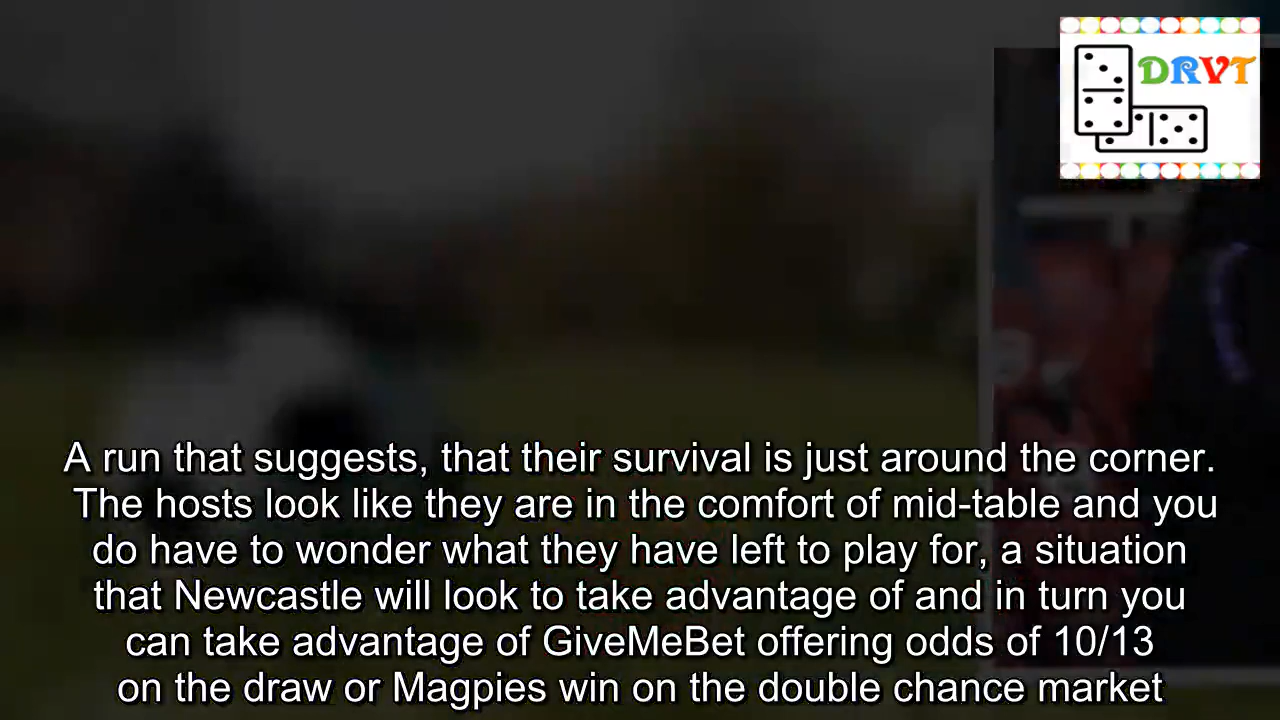 DRVT
A run that suggests, that their survival is just around the corner.
The hosts look like they are in the comfort of mid-table and you
do have to wonder what they have left to play for, a situation
that Newcastle will look to take advantage of and in turn you
can take advantage of GiveMeBet offering odds of 10/13
on the draw or Magpies win on the double chance market